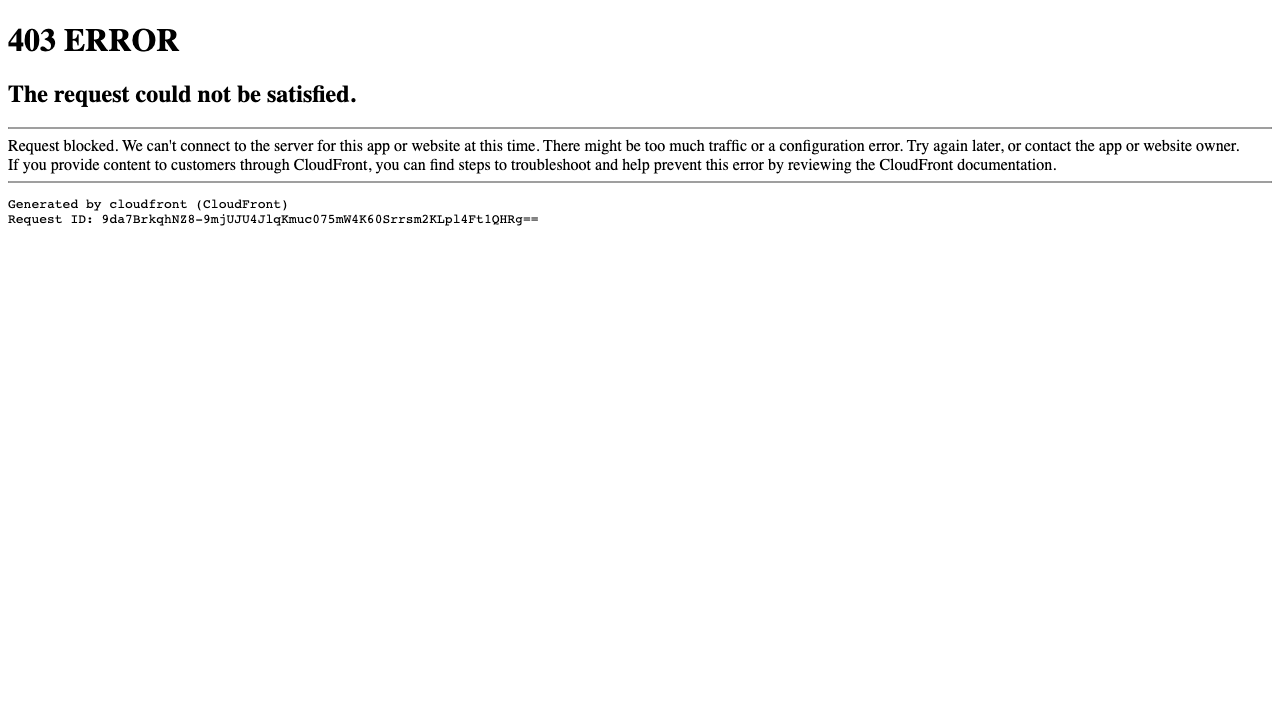 403 ERROR
The request could not be satisfied.
Request blocked. We can't connect to the server for this app or website at this time. There might be too much traffic or a configuration error. Try again later, or contact the app or website owner.
If you provide content to customers through CloudFront, you can find steps to troubleshoot and help prevent this error by reviewing the CloudFront documentation.
Generated by cloudfront (CloudFront)
Request ID: 9da7BrkqhNZ8-9mjUJU4JlqKmuc075mW4K60Srrsm2KLpl4Ft1QHRg==